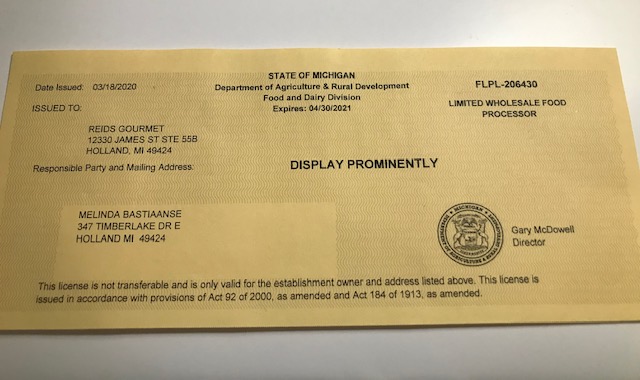 STATE OF MICHIGAN
Date Issued: 03/18/2020
Department of Agriculture & Rural Development
FLPL-206430
Food and Dairy Division
ISSUED TO:
Expires: 04/30/2021
LIMITED WHOLESALE FOOD
PROCESSOR
REIDS GOURMET
12330 JAMES ST STE 55B
HOLLAND, MI 49424
Responsible Party and Mailing Address:
DISPLAY PROMINENTLY
MELINDA BASTIAANSE
347 TIMBERLAKE DR E
HOLLAND MI 49424
Gary McDowell
Director
This license is not transferable and is only valid for the establishment owner and address listed above. This license is
issued in accordance with provisions of Act 92 of 2000, as amended and Act 184 of 1913, as amended.